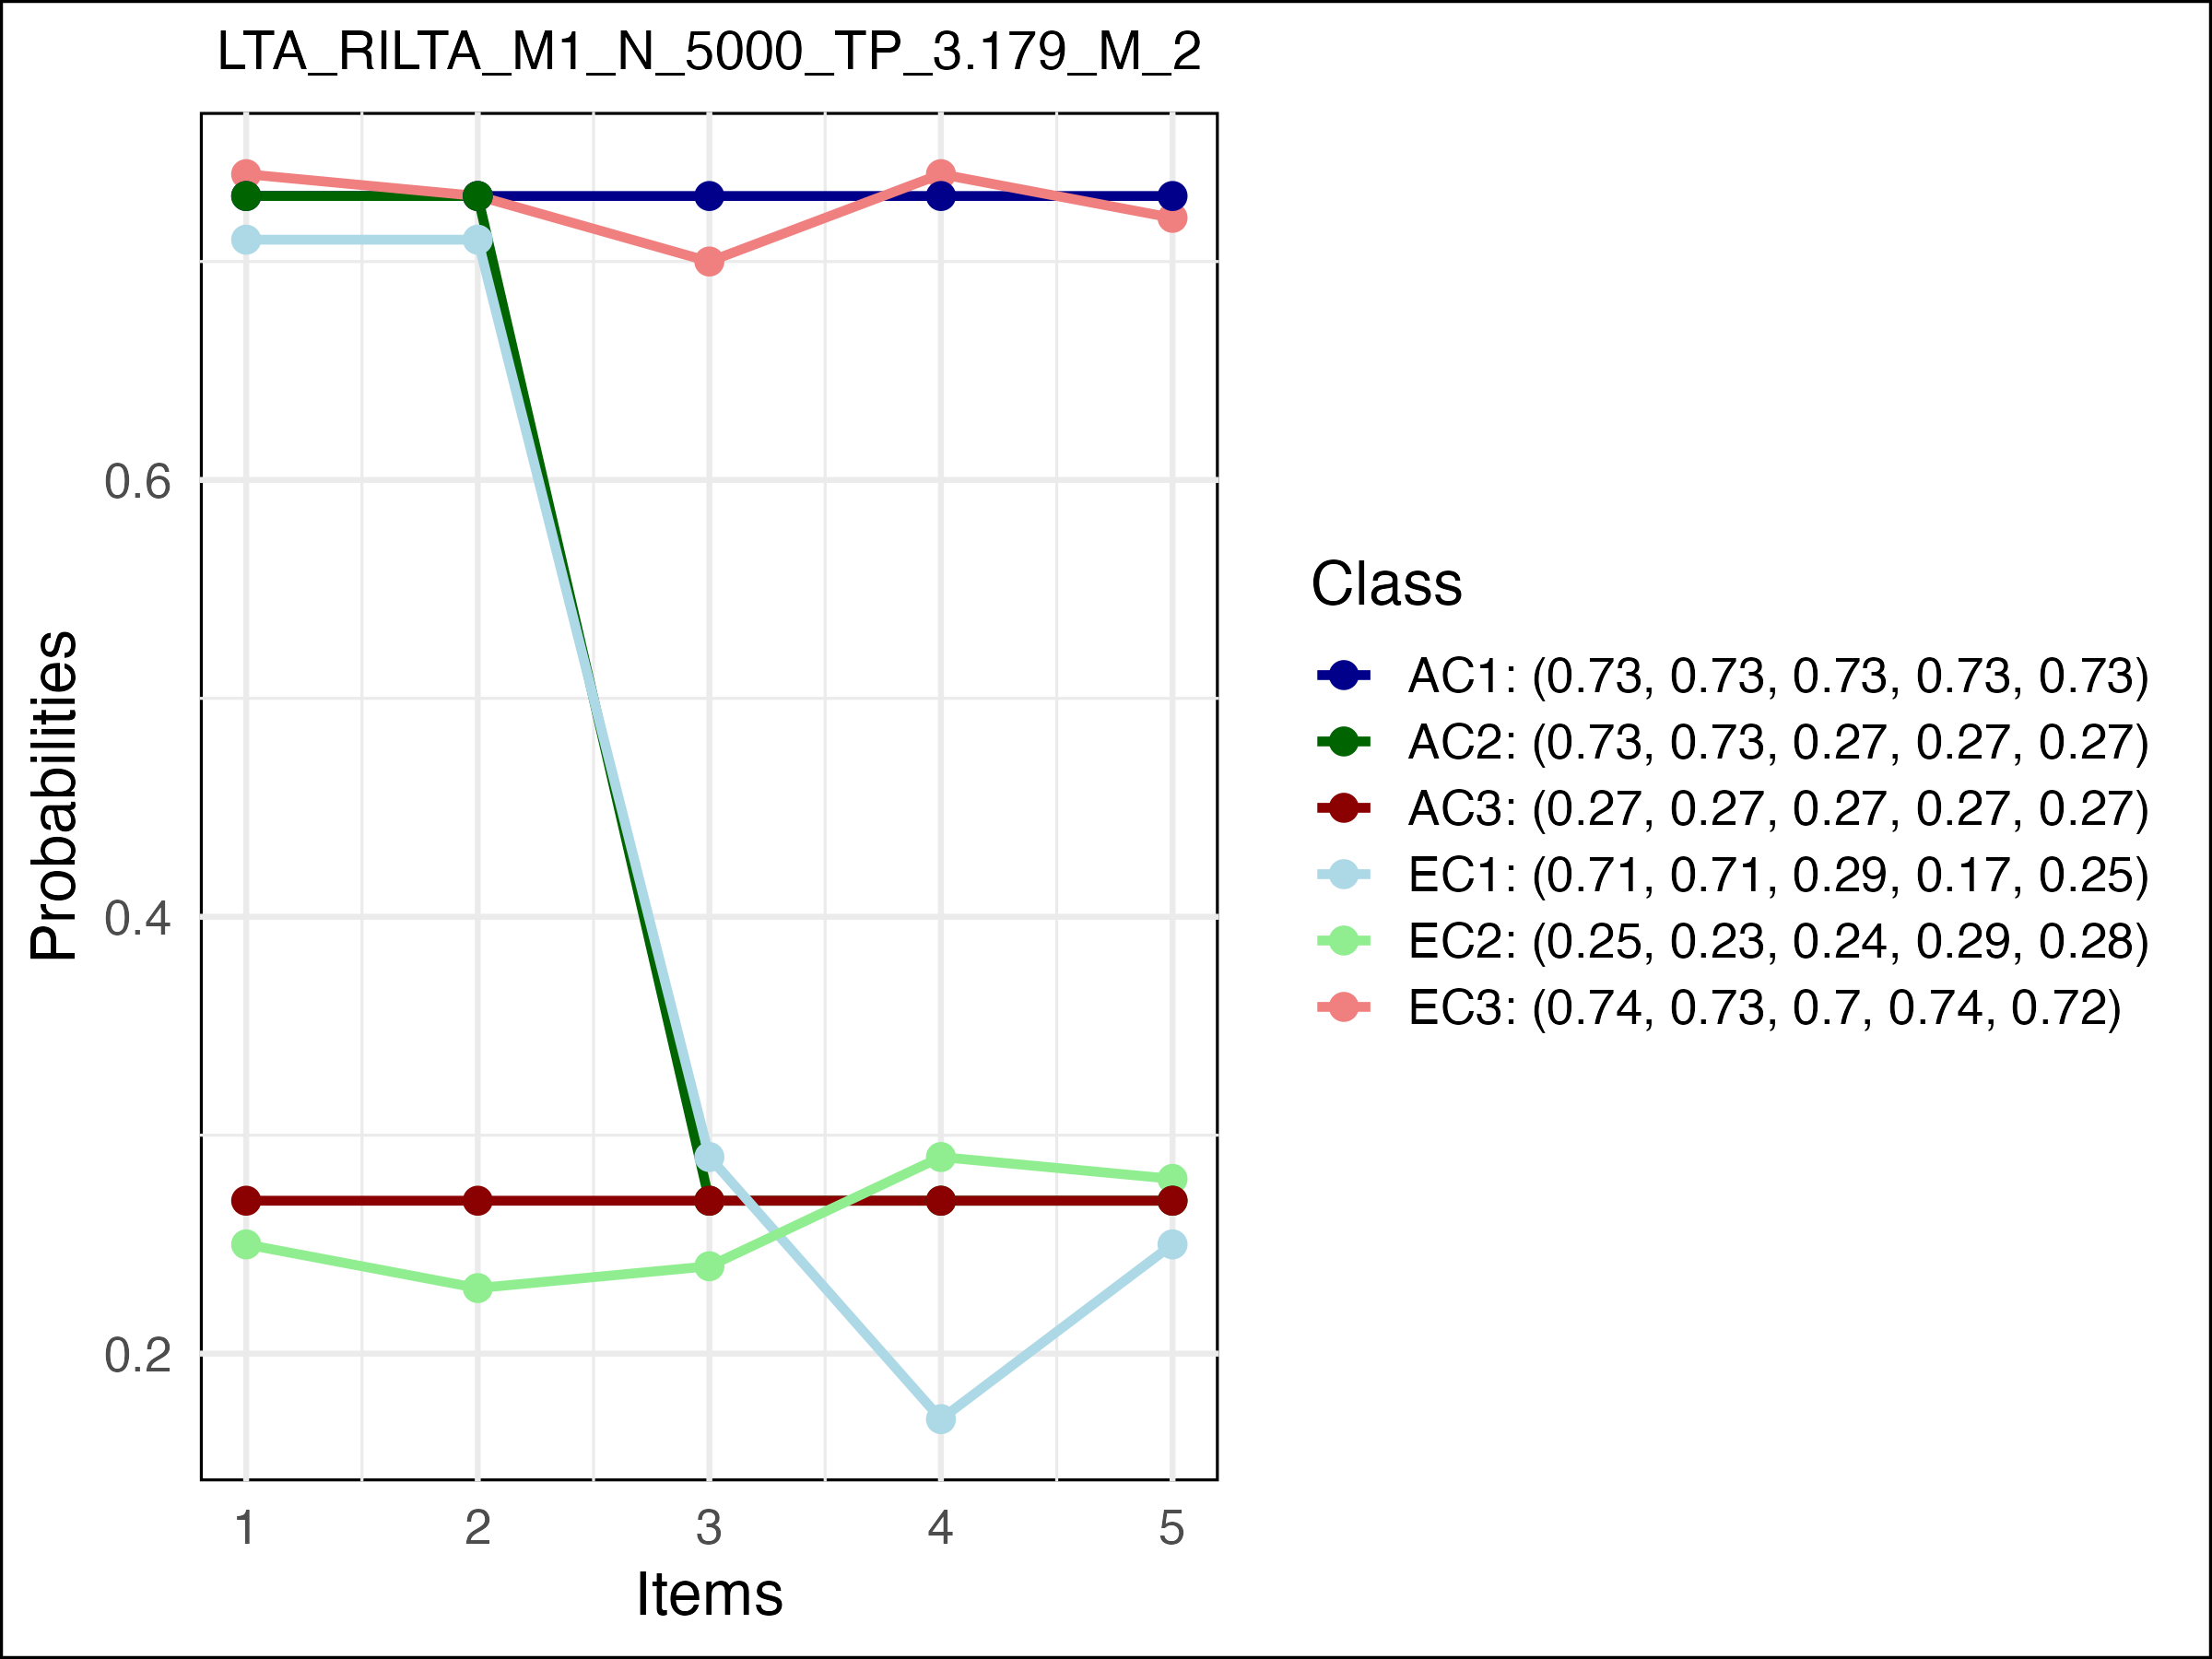 LTA_RILTA_M1_N_5000_TP_3.179_M_2
Probabilities
0.6
0.4
0.2
1 2 3 4 5
Items
Class
AC1: (0.73, 0.73, 0.73, 0.73, 0.73)
AC2: (0.73, 0.73, 0.27, 0.27, 0.27)
AC3: (0.27, 0.27, 0.27, 0.27, 0.27)
EC1: (0.71, 0.71, 0.29, 0.17, 0.25)
EC2: (0.25, 0.23, 0.24, 0.29, 0.28)
EC3: (0.74, 0.73, 0.7, 0.74, 0.72)